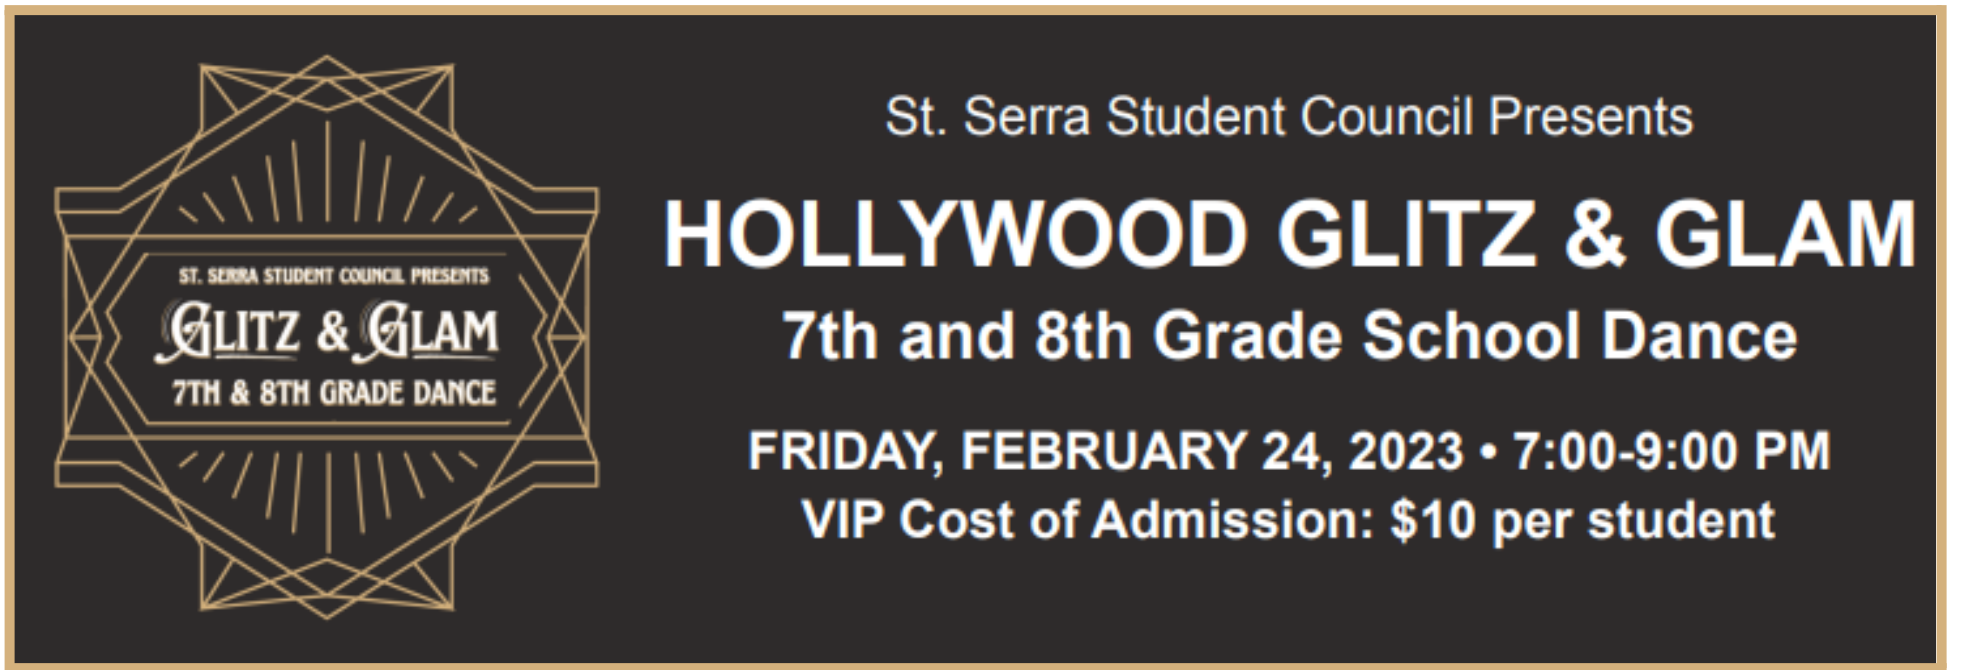 ST. SERRA STUDENT COUNCIL PRESENTS
GLITZ & GLAM
7TH & 8TH GRADE DANCE
St. Serra Student Council Presents
HOLLYWOOD GLITZ & GLAM
7th and 8th Grade School Dance
FRIDAY, FEBRUARY 24, 2023 • 7:00-9:00 PM
VIP Cost of Admission: $10 per student